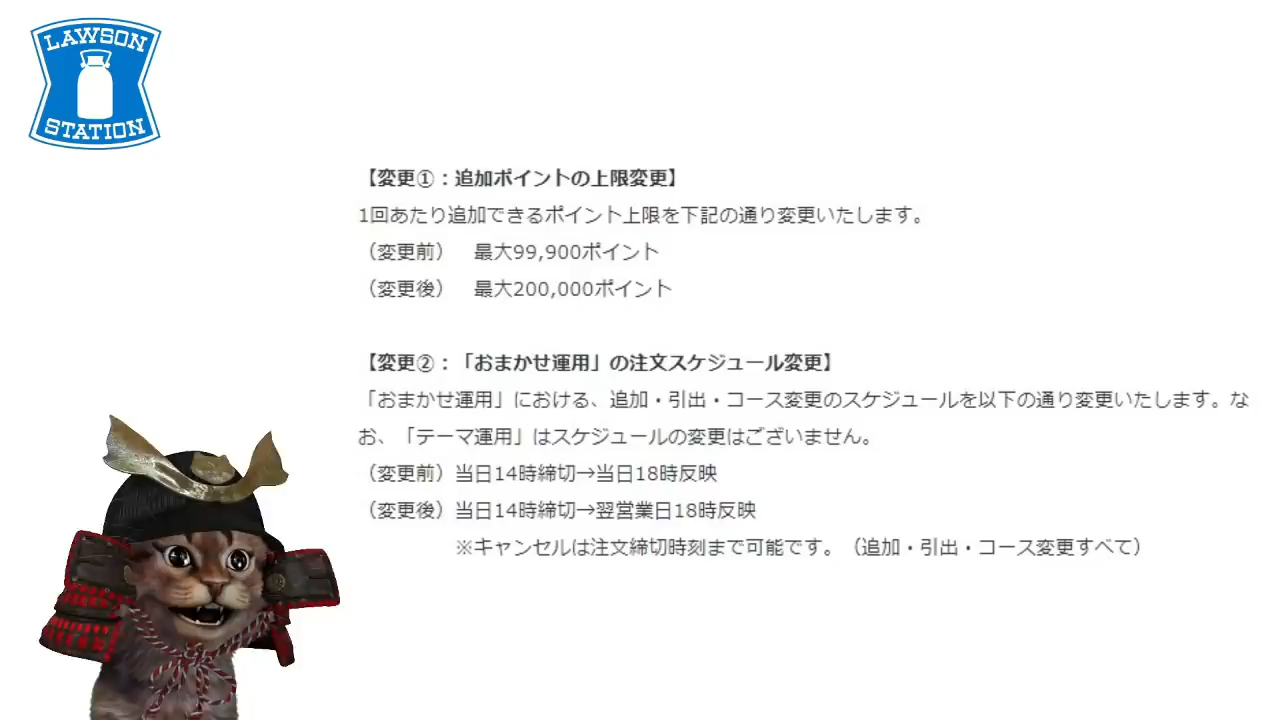 LAWSON
STATION
【変更①：追加ポイントの上限変更】
1回あたり追加できるポイント上限を下記の通り変更いたします。
（変更前）　最大99,900ポイント
（変更後）　最大200,000ポイント
【変更②：「おまかせ運用」の注文スケジュール変更】
「おまかせ運用」における、追加・引出・コース変更のスケジュールを以下の通り変更いたします。な
お、「テーマ運用」はスケジュールの変更はございません。
（変更前）当日14時締切→当日18時反映
（変更後）当日14時締切→翌営業日18時反映
※キャンセルは注文締切時刻まで可能です。（追加・引出・コース変更すべて）